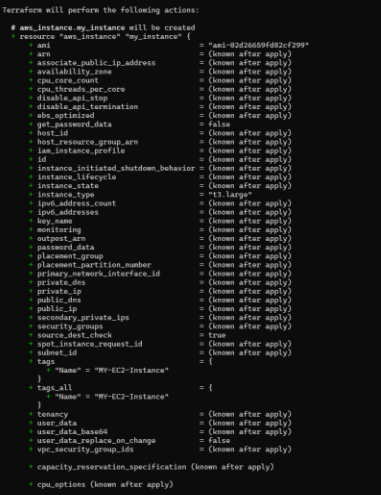 Terraform will perform the following actions:
# aws_instance.my_instance will be created
+ resource "aws_instance" "my_instance" {
+ ami = "ami-02d26659fd82cf299"
+ arn = (known after apply)
+ associate_public_ip_address = (known after apply)
+ availability_zone = (known after apply)
+ cpu_core_count = (known after apply)
+ cpu_threads_per_core = (known after apply)
+ disable_api_stop = (known after apply)
+ disable_api_termination = (known after apply)
+ ebs_optimized = (known after apply)
+ get_password_data = false
+ host_id = (known after apply)
+ host_resource_group_arn = (known after apply)
+ iam_instance_profile = (known after apply)
+ id = (known after apply)
+ instance_initiated_shutdown_behavior = (known after apply)
+ instance_lifecycle = (known after apply)
+ instance_state = (known after apply)
+ instance_type = "t3.large"
+ ipv6_address_count = (known after apply)
+ ipv6_addresses = (known after apply)
+ key_name = (known after apply)
+ monitoring = (known after apply)
+ outpost_arn = (known after apply)
+ password_data = (known after apply)
+ placement_group = (known after apply)
+ placement_partition_number = (known after apply)
+ primary_network_interface_id = (known after apply)
+ private_dns = (known after apply)
+ private_ip = (known after apply)
+ public_dns = (known after apply)
+ public_ip = (known after apply)
+ secondary_private_ips = (known after apply)
+ security_groups = (known after apply)
+ source_dest_check = true
+ spot_instance_request_id = (known after apply)
+ subnet_id = (known after apply)
+ tags = {
+ "Name" = "MY-EC2-Instance"
}
+ tags_all = {
+ "Name" = "MY-EC2-Instance"
}
+ tenancy = (known after apply)
+ user_data = (known after apply)
+ user_data_base64 = (known after apply)
+ user_data_replace_on_change = false
+ vpc_security_group_ids = (known after apply)
+ capacity_reservation_specification (known after apply)
+ cpu_options (known after apply)